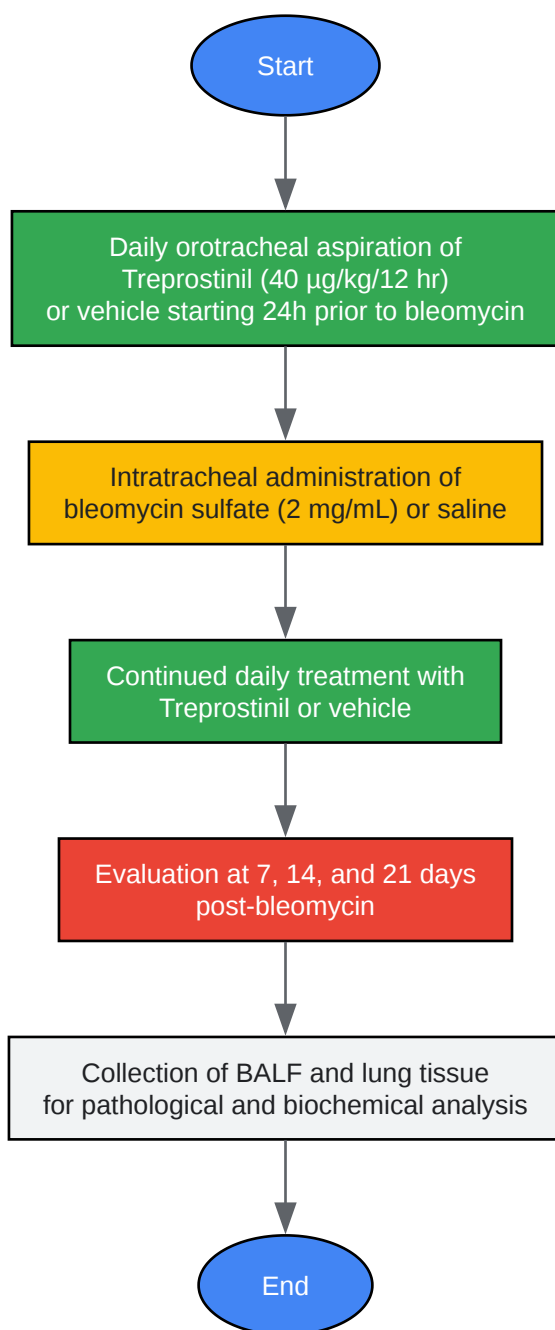 Start
Daily orotracheal aspiration of
Treprostinil (40 µg/kg/12 hr)
or vehicle starting 24h prior to bleomycin
Intratracheal administration of
bleomycin sulfate (2 mg/mL) or saline
Continued daily treatment with
Treprostinil or vehicle
Evaluation at 7, 14, and 21 days
post-bleomycin
Collection of BALF and lung tissue
for pathological and biochemical analysis
End